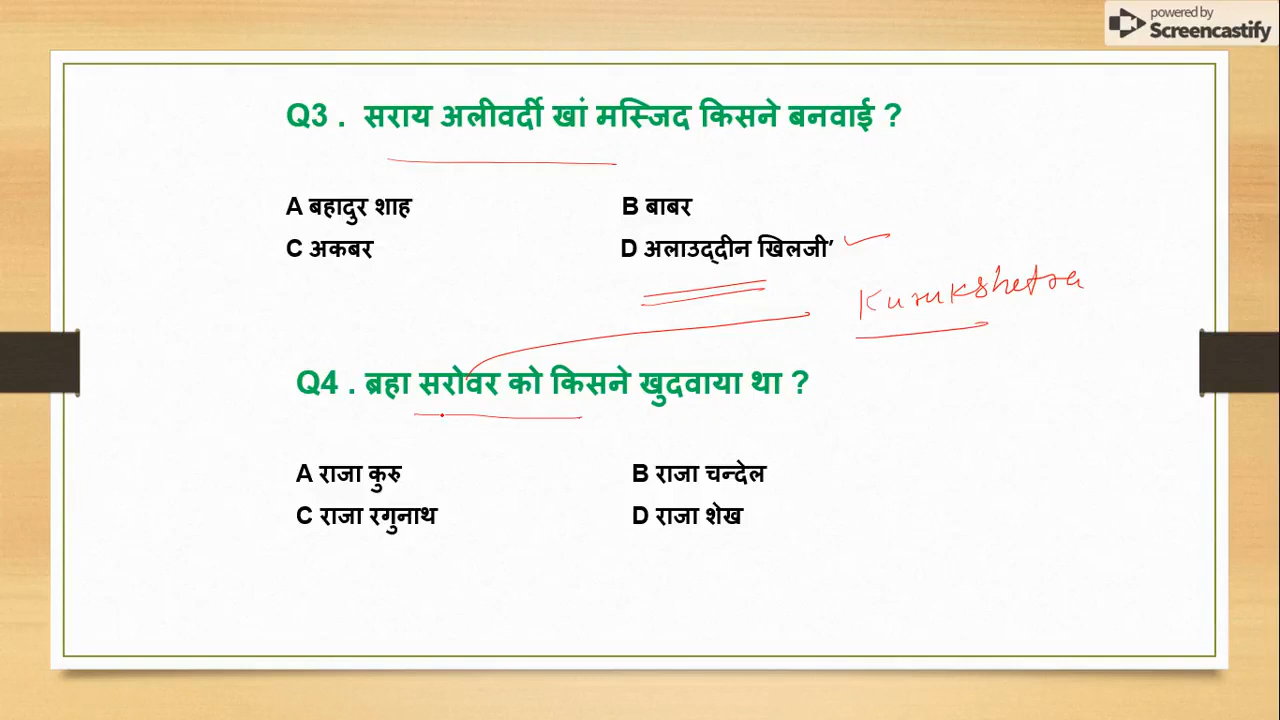 powered by
Screencastify
Q3 . सराय अलीवर्दी खां मस्जिद किसने बनवाई ?
A बहादुर शाह B बाबर
C अकबर D अलाउद्दीन खिलजी’
Kurukshetra
Q4 . ब्रहा सरोवर को किसने खुदवाया था ?
A राजा कुरु B राजा चन्देल
C राजा रगुनाथ D राजा शेख